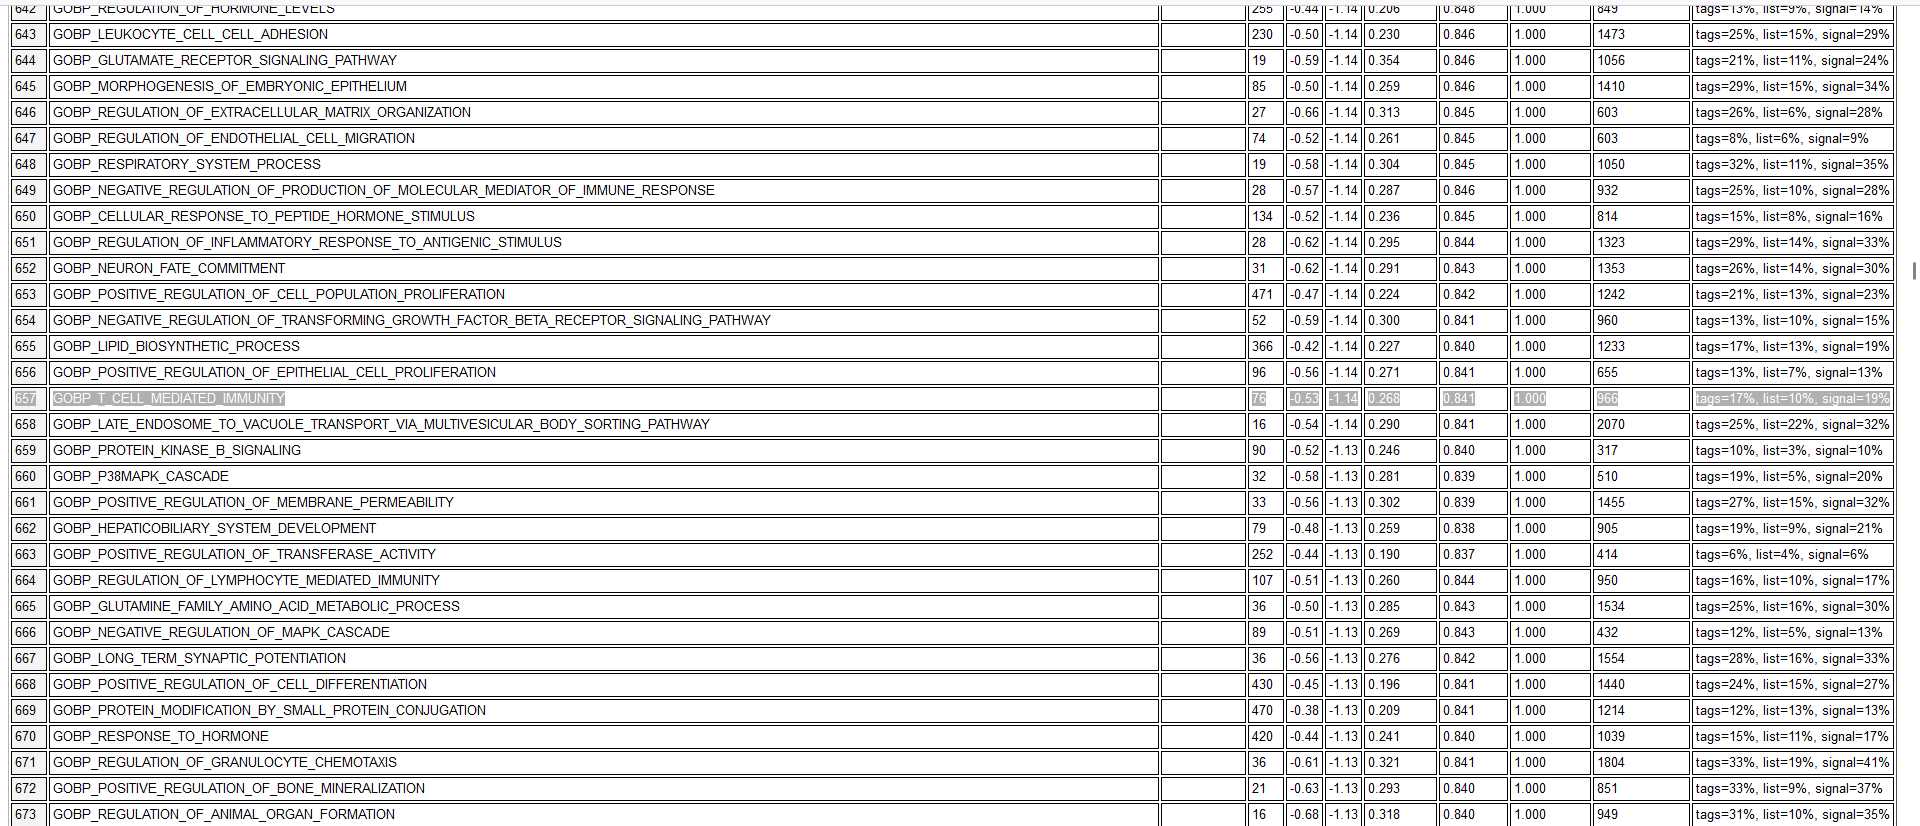 642 GOBP_REGULATION_OF_HORMONE_LEVELS 255 -0.44 -1.14 0.206 0.848 1.000 849 tags=13%, list=9%, signal=14%
643 GOBP_LEUKOCYTE_CELL_CELL_ADHESION 230 -0.50 -1.14 0.230 0.846 1.000 1473 tags=25%, list=15%, signal=29%
644 GOBP_GLUTAMATE_RECEPTOR_SIGNALING_PATHWAY 19 -0.59 -1.14 0.354 0.846 1.000 1056 tags=21%, list=11%, signal=24%
645 GOBP_MORPHOGENESIS_OF_EMBRYONIC_EPITHELIUM 85 -0.50 -1.14 0.259 0.846 1.000 1410 tags=29%, list=15%, signal=34%
646 GOBP_REGULATION_OF_EXTRACELLULAR_MATRIX_ORGANIZATION 27 -0.66 -1.14 0.313 0.845 1.000 603 tags=26%, list=6%, signal=28%
647 GOBP_REGULATION_OF_ENDOTHELIAL_CELL_MIGRATION 74 -0.52 -1.14 0.261 0.845 1.000 603 tags=8%, list=6%, signal=9%
648 GOBP_RESPIRATORY_SYSTEM_PROCESS 19 -0.58 -1.14 0.304 0.845 1.000 1050 tags=32%, list=11%, signal=35%
649 GOBP_NEGATIVE_REGULATION_OF_PRODUCTION_OF_MOLECULAR_MEDIATOR_OF_IMMUNE_RESPONSE 28 -0.57 -1.14 0.287 0.846 1.000 932 tags=25%, list=10%, signal=28%
650 GOBP_CELLULAR_RESPONSE_TO_PEPTIDE_HORMONE_STIMULUS 134 -0.52 -1.14 0.236 0.845 1.000 814 tags=15%, list=8%, signal=16%
651 GOBP_REGULATION_OF_INFLAMMATORY_RESPONSE_TO_ANTIGENIC_STIMULUS 28 -0.62 -1.14 0.295 0.844 1.000 1323 tags=29%, list=14%, signal=33%
652 GOBP_NEURON_FATE_COMMITMENT 31 -0.62 -1.14 0.291 0.843 1.000 1353 tags=26%, list=14%, signal=30%
653 GOBP_POSITIVE_REGULATION_OF_CELL_POPULATION_PROLIFERATION 471 -0.47 -1.14 0.224 0.842 1.000 1242 tags=21%, list=13%, signal=23%
654 GOBP_NEGATIVE_REGULATION_OF_TRANSFORMING_GROWTH_FACTOR_BETA_RECEPTOR_SIGNALING_PATHWAY 52 -0.59 -1.14 0.300 0.841 1.000 960 tags=13%, list=10%, signal=15%
655 GOBP_LIPID_BIOSYNTHETIC_PROCESS 366 -0.42 -1.14 0.227 0.840 1.000 1233 tags=17%, list=13%, signal=19%
656 GOBP_POSITIVE_REGULATION_OF_EPITHELIAL_CELL_PROLIFERATION 96 -0.56 -1.14 0.271 0.841 1.000 655 tags=13%, list=7%, signal=13%
657 GOBP_T_CELL_MEDIATED_IMMUNITY 76 -0.53 -1.14 0.268 0.841 1.000 966 tags=17%, list=10%, signal=19%
658 GOBP_LATE_ENDOSOME_TO_VACUOLE_TRANSPORT_VIA_MULTIVESICULAR_BODY_SORTING_PATHWAY 16 -0.54 -1.14 0.290 0.841 1.000 2070 tags=25%, list=22%, signal=32%
659 GOBP_PROTEIN_KINASE_B_SIGNALING 90 -0.52 -1.13 0.246 0.840 1.000 317 tags=10%, list=3%, signal=10%
660 GOBP_P38MAPK_CASCADE 32 -0.58 -1.13 0.281 0.839 1.000 510 tags=19%, list=5%, signal=20%
661 GOBP_POSITIVE_REGULATION_OF_MEMBRANE_PERMEABILITY 33 -0.56 -1.13 0.302 0.839 1.000 1455 tags=27%, list=15%, signal=32%
662 GOBP_HEPATICOBILIARY_SYSTEM_DEVELOPMENT 79 -0.48 -1.13 0.259 0.838 1.000 905 tags=19%, list=9%, signal=21%
663 GOBP_POSITIVE_REGULATION_OF_TRANSFERASE_ACTIVITY 252 -0.44 -1.13 0.190 0.837 1.000 414 tags=6%, list=4%, signal=6%
664 GOBP_REGULATION_OF_LYMPHOCYTE_MEDIATED_IMMUNITY 107 -0.51 -1.13 0.260 0.844 1.000 950 tags=16%, list=10%, signal=17%
665 GOBP_GLUTAMINE_FAMILY_AMINO_ACID_METABOLIC_PROCESS 36 -0.50 -1.13 0.285 0.843 1.000 1534 tags=25%, list=16%, signal=30%
666 GOBP_NEGATIVE_REGULATION_OF_MAPK_CASCADE 89 -0.51 -1.13 0.269 0.843 1.000 432 tags=12%, list=5%, signal=13%
667 GOBP_LONG_TERM_SYNAPTIC_POTENTIATION 36 -0.56 -1.13 0.276 0.842 1.000 1554 tags=28%, list=16%, signal=33%
668 GOBP_POSITIVE_REGULATION_OF_CELL_DIFFERENTIATION 430 -0.45 -1.13 0.196 0.841 1.000 1440 tags=24%, list=15%, signal=27%
669 GOBP_PROTEIN_MODIFICATION_BY_SMALL_PROTEIN_CONJUGATION 470 -0.38 -1.13 0.209 0.841 1.000 1214 tags=12%, list=13%, signal=13%
670 GOBP_RESPONSE_TO_HORMONE 420 -0.44 -1.13 0.241 0.840 1.000 1039 tags=15%, list=11%, signal=17%
671 GOBP_REGULATION_OF_GRANULOCYTE_CHEMOTAXIS 36 -0.61 -1.13 0.321 0.841 1.000 1804 tags=33%, list=19%, signal=41%
672 GOBP_POSITIVE_REGULATION_OF_BONE_MINERALIZATION 21 -0.63 -1.13 0.293 0.840 1.000 851 tags=33%, list=9%, signal=37%
673 GOBP_REGULATION_OF_ANIMAL_ORGAN_FORMATION 16 -0.68 -1.13 0.318 0.840 1.000 949 tags=31%, list=10%, signal=35%